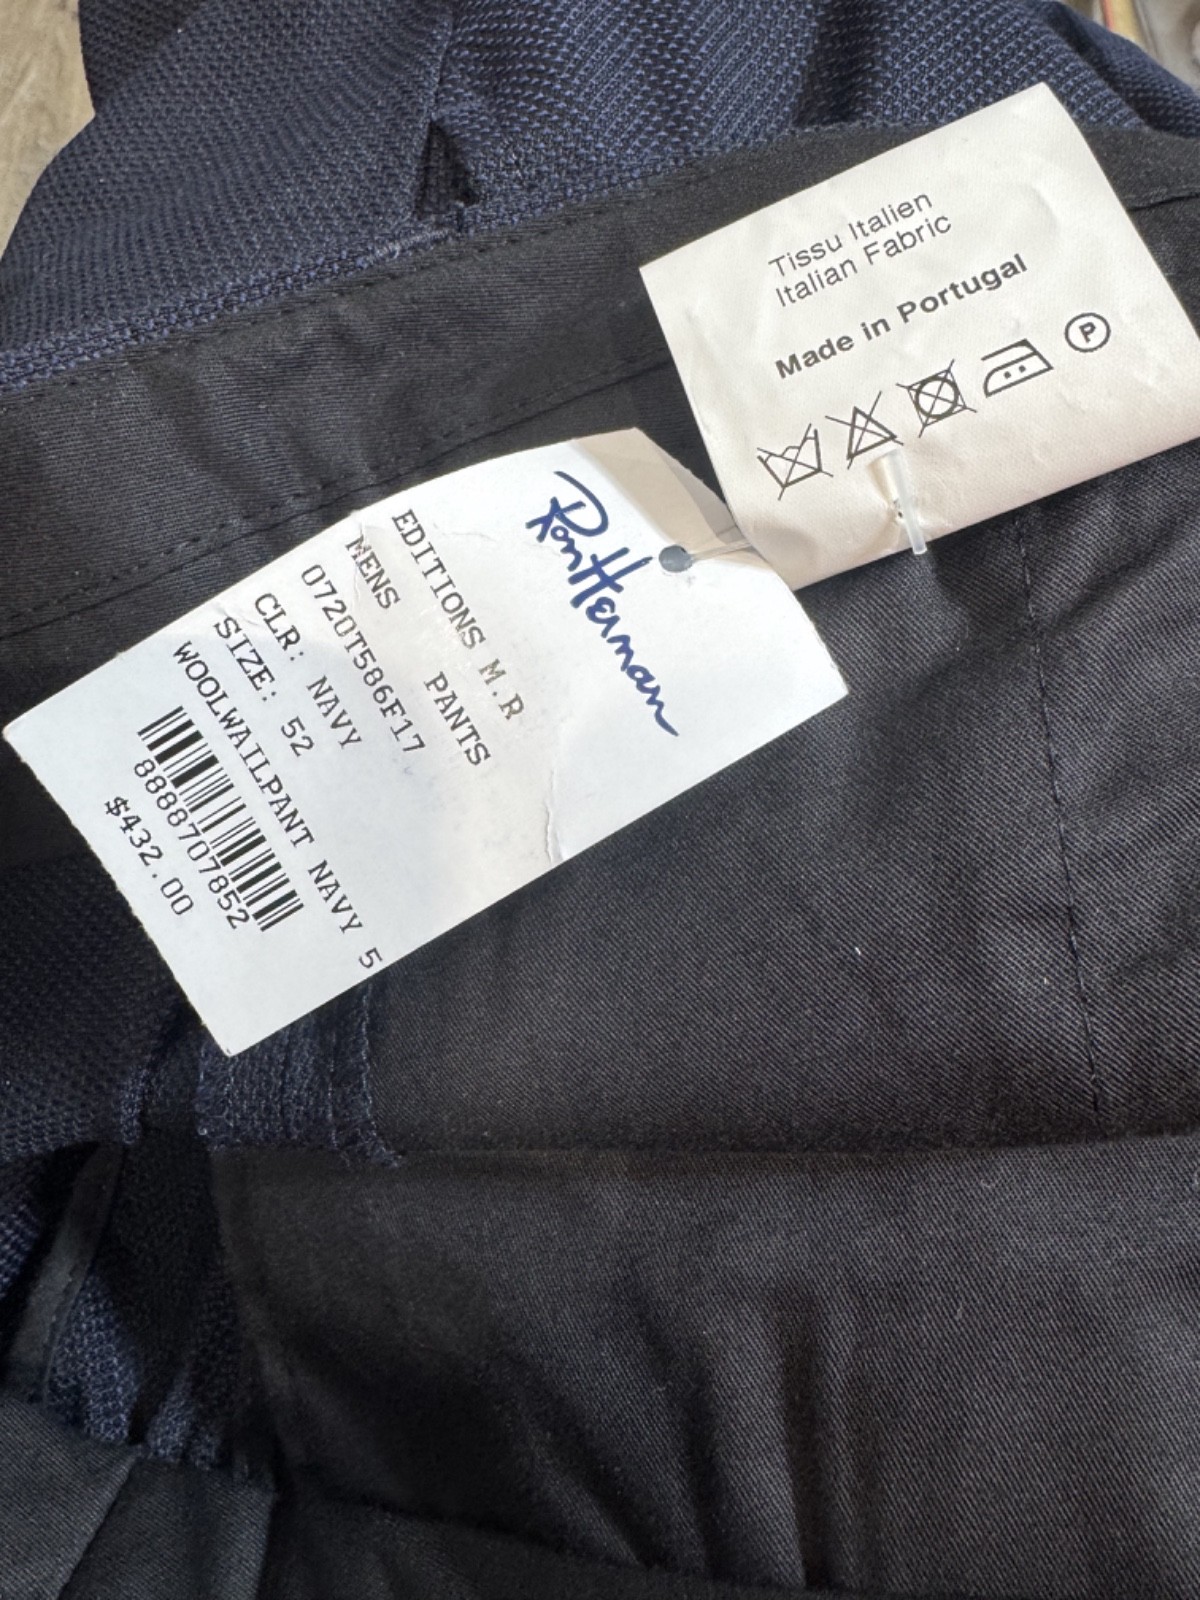 Tissu Italien
Italian Fabric
Made in Portugal
P
Ron Herman
EDITIONS M.R
MENS PANTS
0720T586F17
CLR: NAVY
SIZE: 52
WOOLWAILPANT NAVY 5
8888707852
$432.00